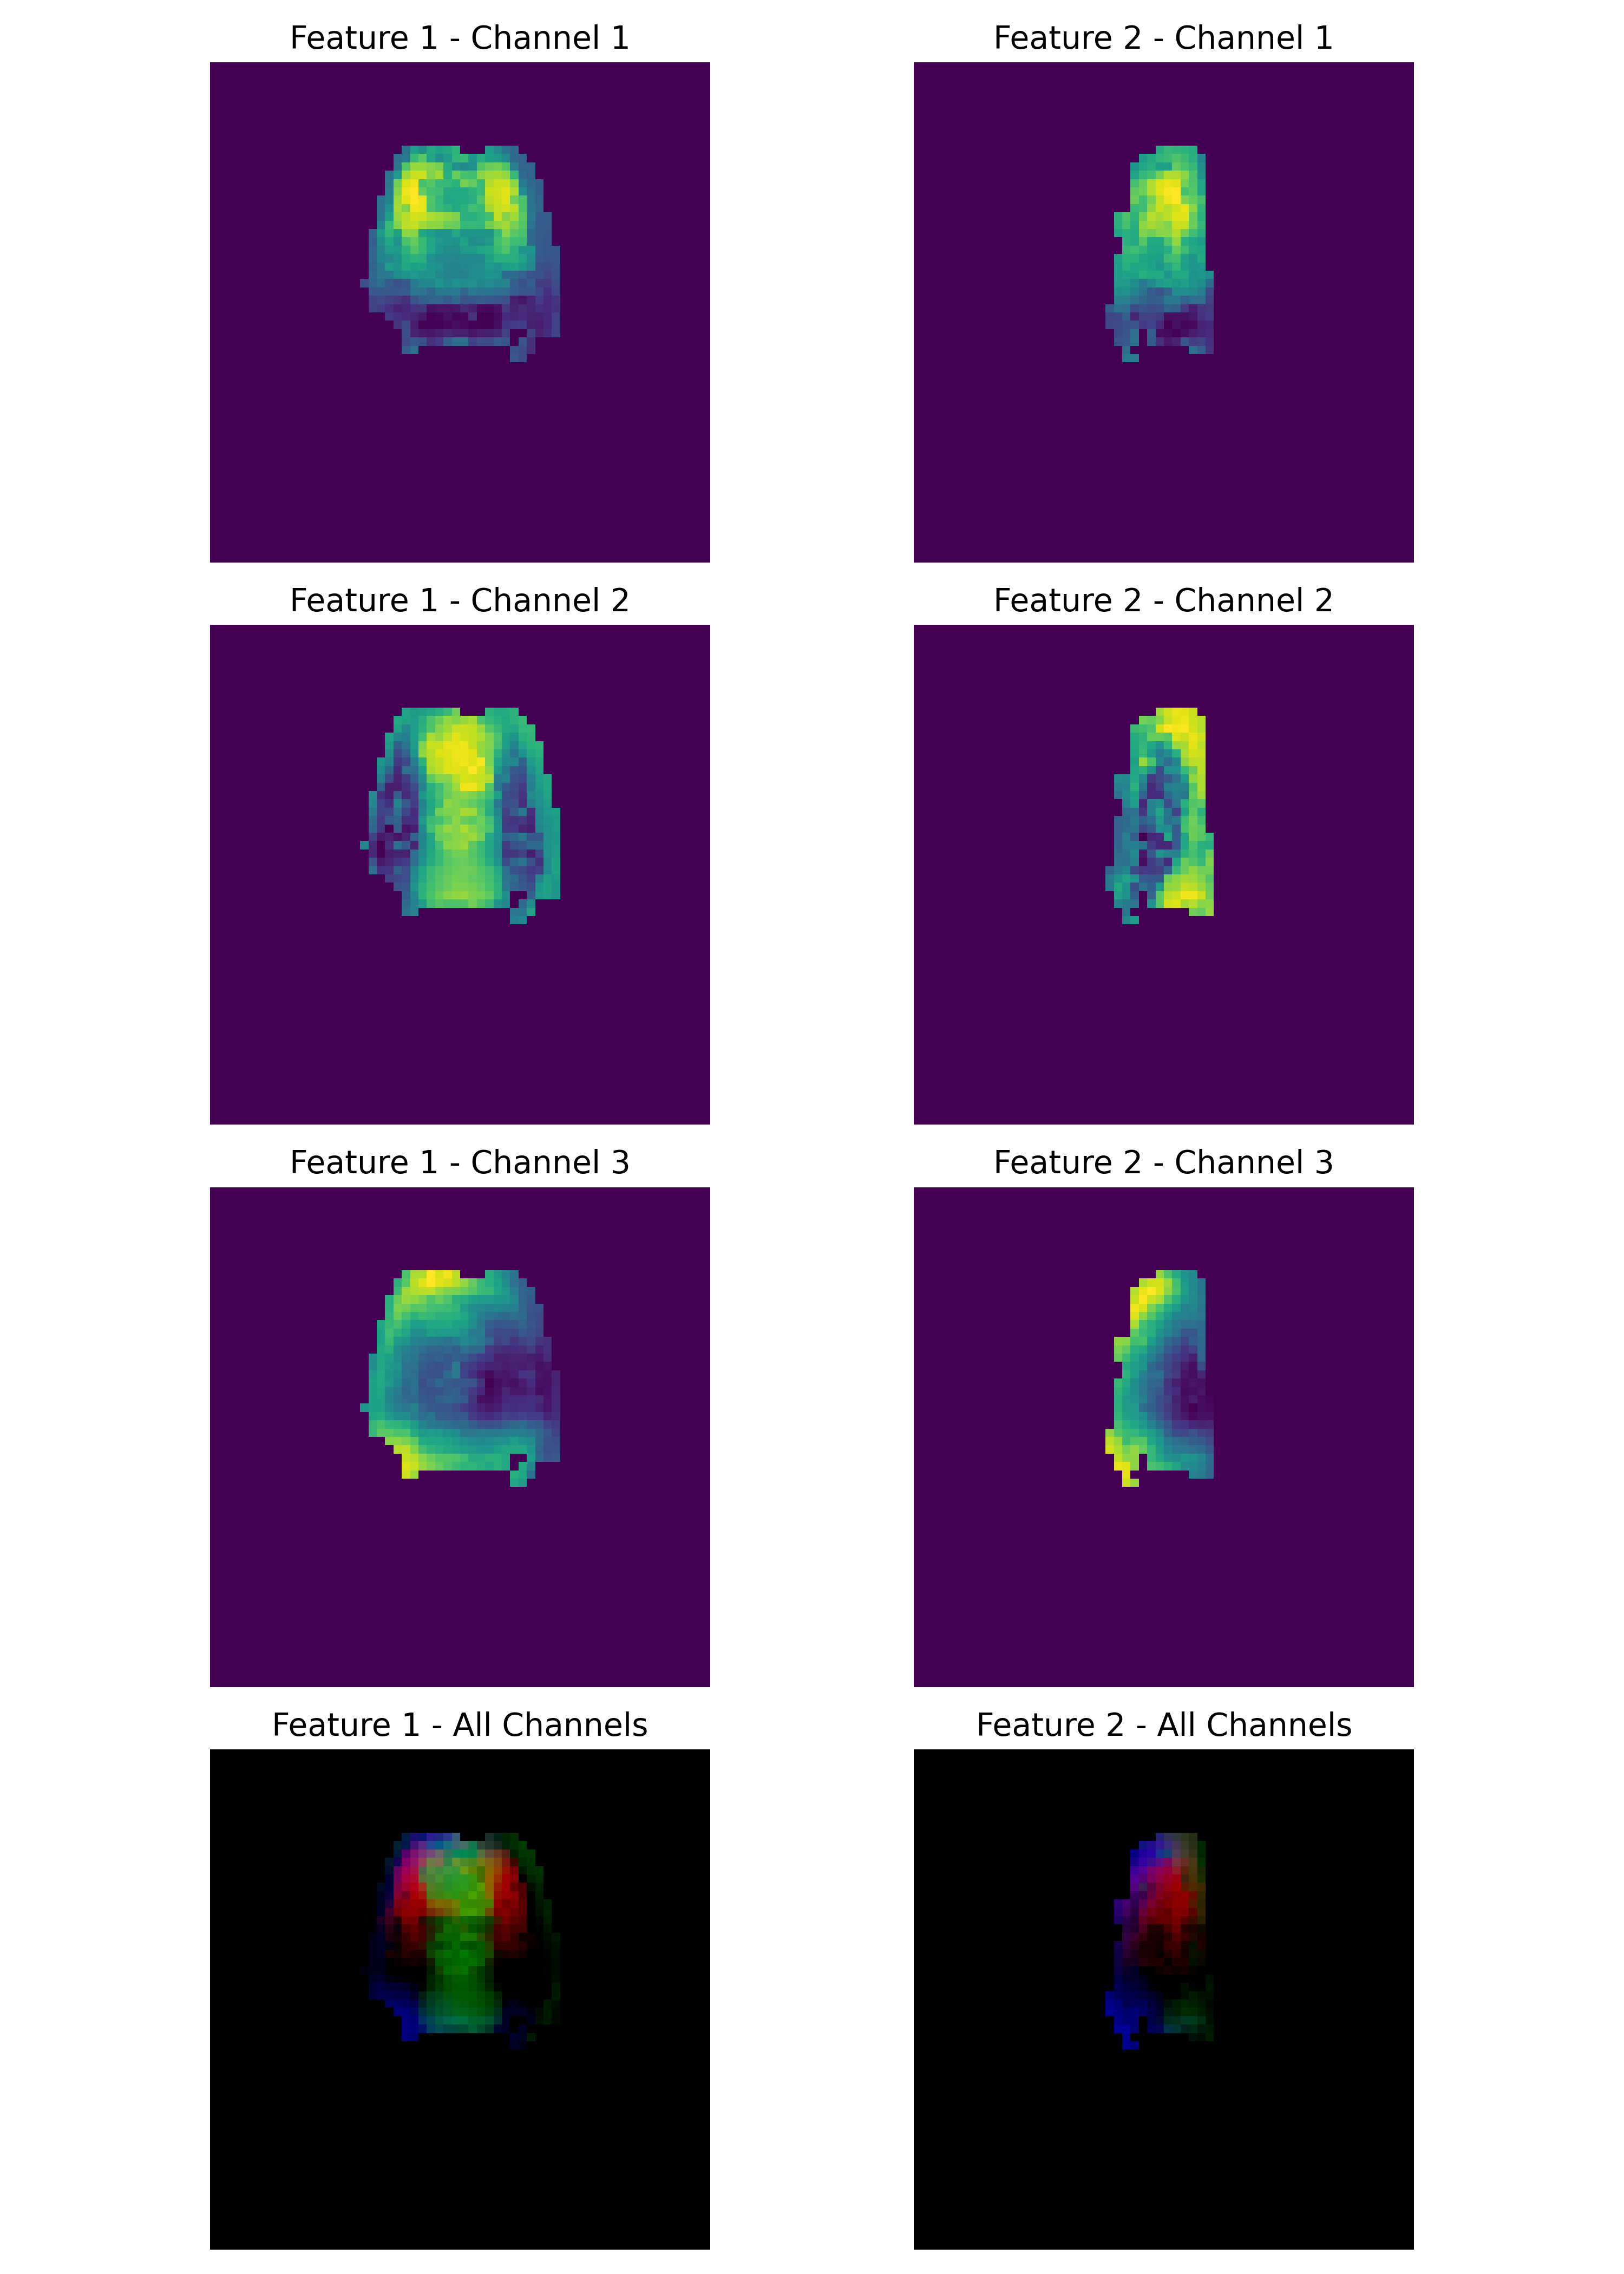 Feature 1 - Channel 1
Feature 2 - Channel 1
Feature 1 - Channel 2
Feature 2 - Channel 2
Feature 1 - Channel 3
Feature 2 - Channel 3
Feature 1 - All Channels
Feature 2 - All Channels